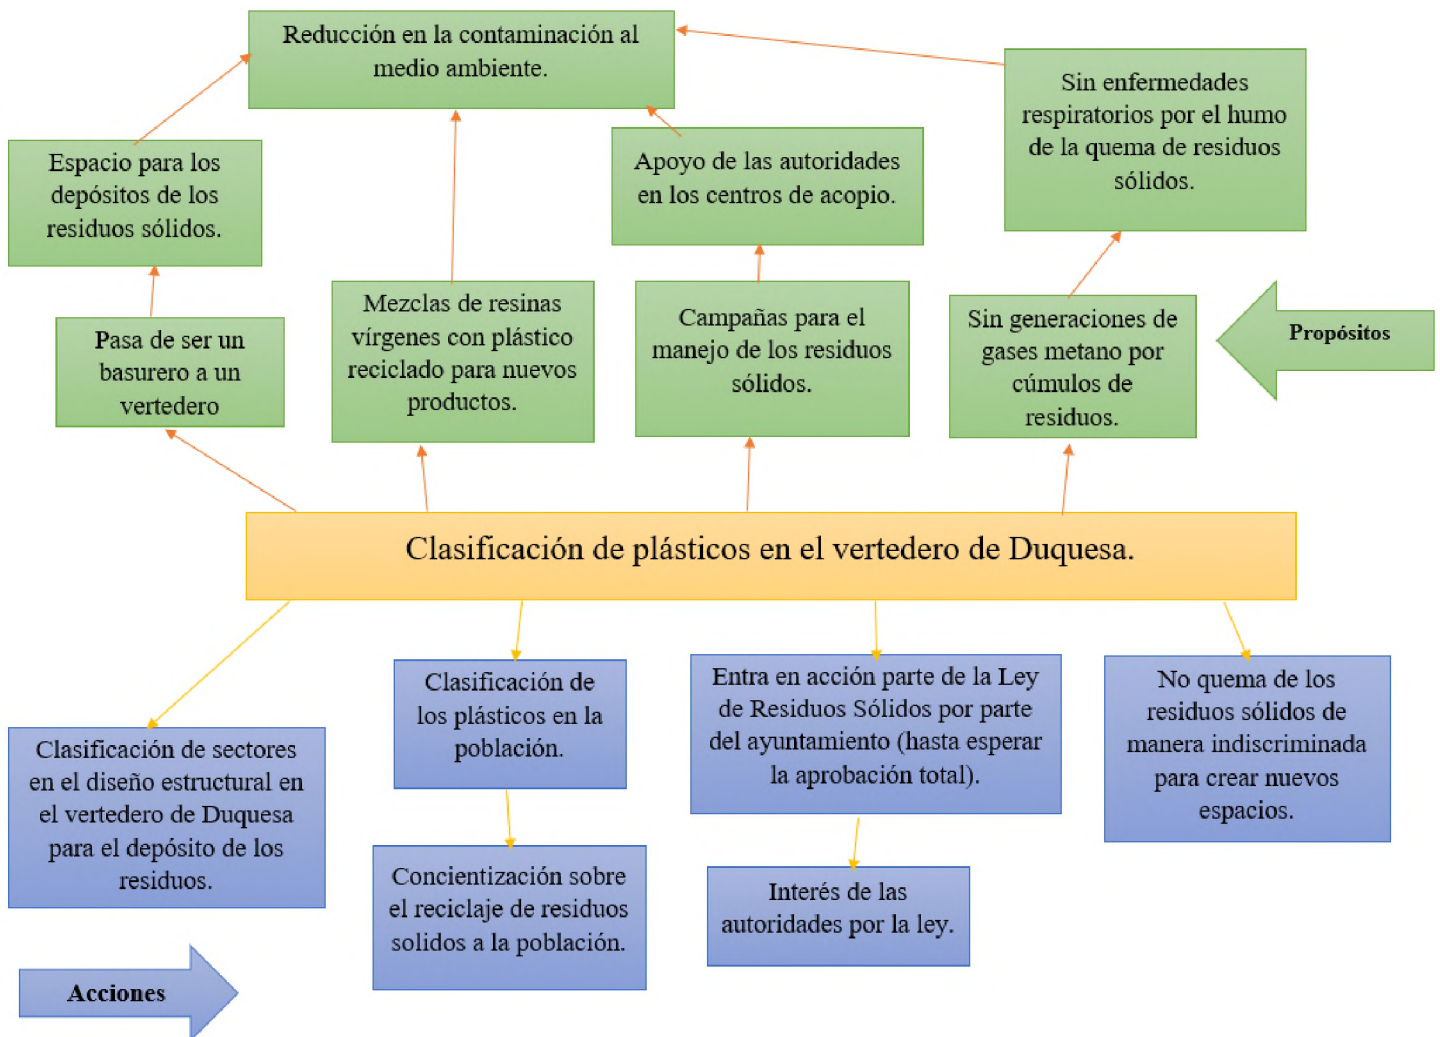 Reducción en la contaminación al
medio ambiente.
Sin enfermedades
respiratorios por el humo
de la quema de residuos
sólidos.
Espacio para los
depósitos de los
residuos sólidos.
Apoyo de las autoridades
en los centros de acopio.
Pasa de ser un
basurero a un
vertedero
Mezclas de resinas
vírgenes con plástico
reciclado para nuevos
productos.
Campañas para el
manejo de los residuos
sólidos.
Sin generaciones de
gases metano por
cúmulos de
residuos.
Propósitos
Clasificación de plásticos en el vertedero de Duquesa.
Clasificación de sectores
en el diseño estructural en
el vertedero de Duquesa
para el depósito de los
residuos.
Clasificación de
los plásticos en la
población.
Entra en acción parte de la Ley
de Residuos Sólidos por parte
del ayuntamiento (hasta esperar
la aprobación total).
No quema de los
residuos sólidos de
manera indiscriminada
para crear nuevos
espacios.
Concientización sobre
el reciclaje de residuos
solidos a la población.
Interés de las
autoridades por la ley.
Acciones